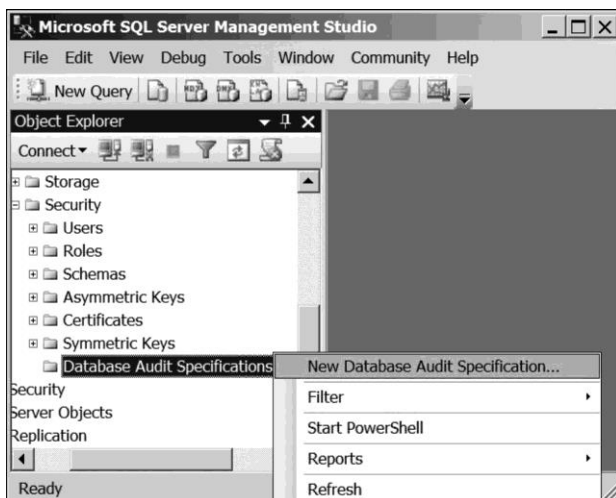 Microsoft SQL Server Management Studio
File Edit View Debug Tools Window Community Help
New Query
Object Explorer
Connect
Storage
Security
Users
Roles
Schemas
Asymmetric Keys
Certificates
Symmetric Keys
Database Audit Specifications
New Database Audit Specification...
Security
Filter
Server Objects
Start PowerShell
Replication
Reports
Ready
Refresh